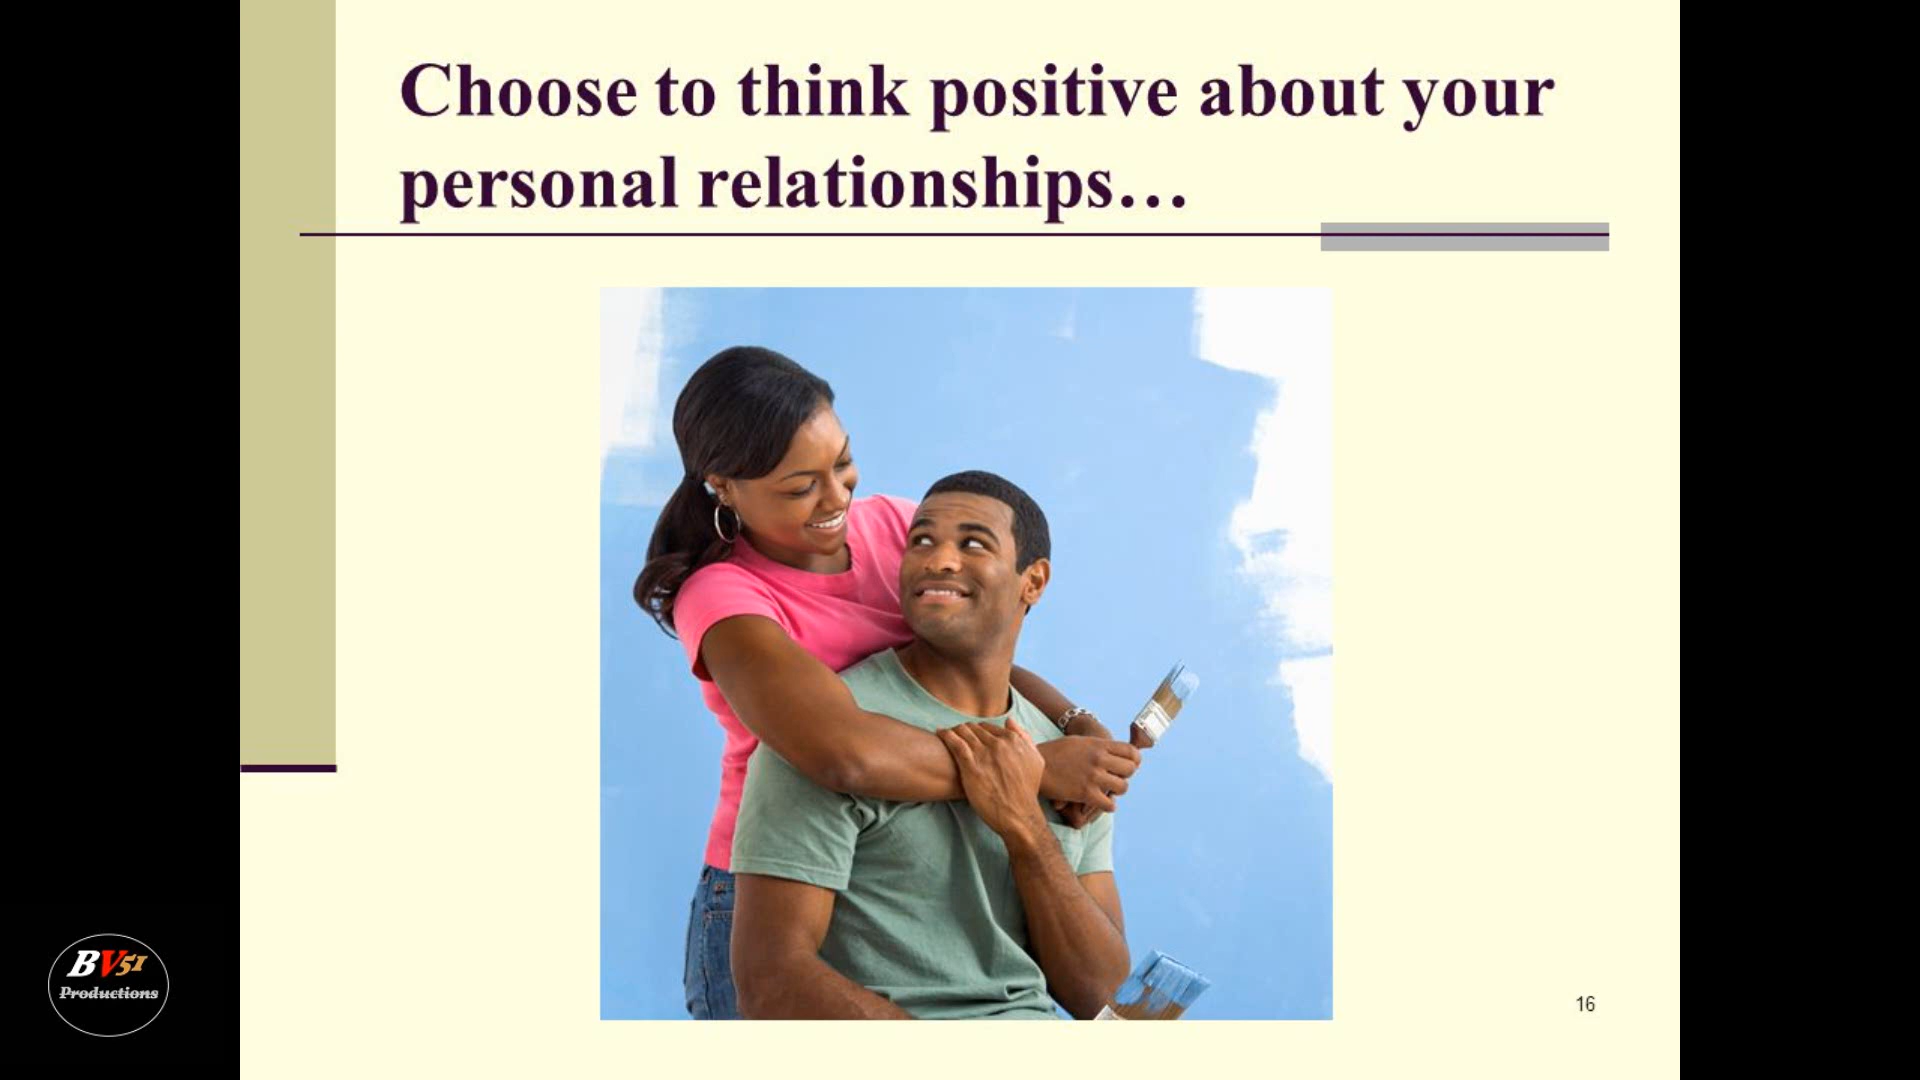 Choose to think positive about your
personal relationships…
BV51
Productions
16